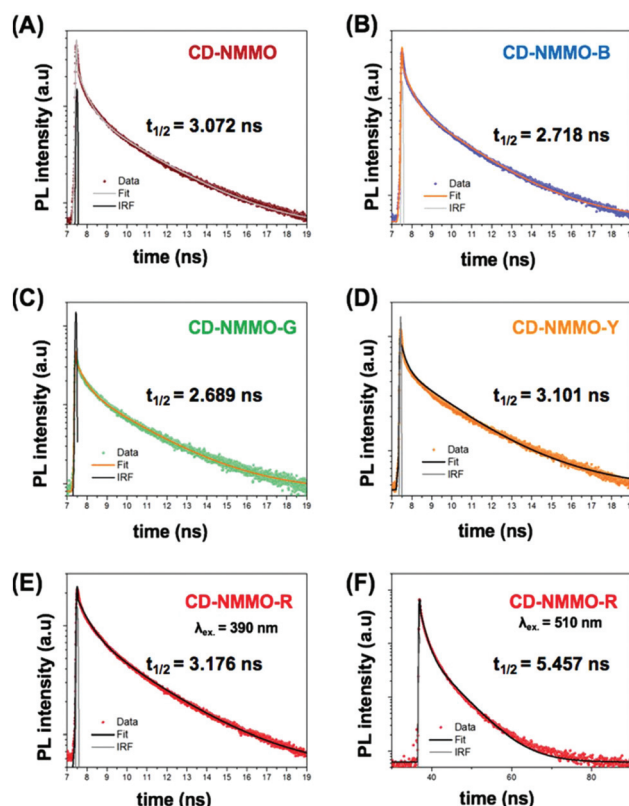 (A)
CD-NMMO
t1/2 = 3.072 ns
Data
Fit
IRF
PL intensity (a.u)
7 8 9 10 11 12 13 14 15 16 17 18 19
time (ns)
(B)
CD-NMMO-B
t1/2 = 2.718 ns
Data
Fit
IRF
PL intensity (a.u)
7 8 9 10 11 12 13 14 15 16 17 18 19
time (ns)
(C)
CD-NMMO-G
t1/2 = 2.689 ns
Data
Fit
IRF
PL intensity (a.u)
7 8 9 10 11 12 13 14 15 16 17 18 19
time (ns)
(D)
CD-NMMO-Y
t1/2 = 3.101 ns
Data
Fit
IRF
PL intensity (a.u)
7 8 9 10 11 12 13 14 15 16 17 18 19
time (ns)
(E)
CD-NMMO-R
λex. = 390 nm
t1/2 = 3.176 ns
Data
Fit
IRF
PL intensity (a.u)
7 8 9 10 11 12 13 14 15 16 17 18 19
time (ns)
(F)
CD-NMMO-R
λex. = 510 nm
t1/2 = 5.457 ns
Data
Fit
IRF
PL intensity (a.u)
40 60 80
time (ns)